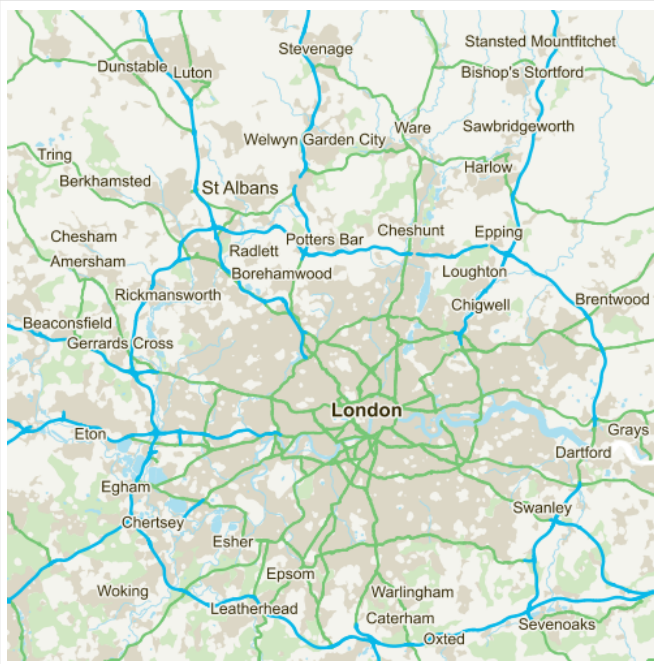 Stansted Mountfitchet
Stevenage
Dunstable
Luton
Bishop's Stortford
Ware
Sawbridgeworth
Welwyn Garden City
Tring
Harlow
Berkhamsted
St Albans
Chesham
Potters Bar
Cheshunt
Epping
Amersham
Radlett
Borehamwood
Loughton
Rickmansworth
Chigwell
Brentwood
Beaconsfield
Gerrards Cross
London
Eton
Grays
Dartford
Egham
Swanley
Chertsey
Esher
Epsom
Woking
Warlingham
Leatherhead
Caterham
Sevenoaks
Oxted